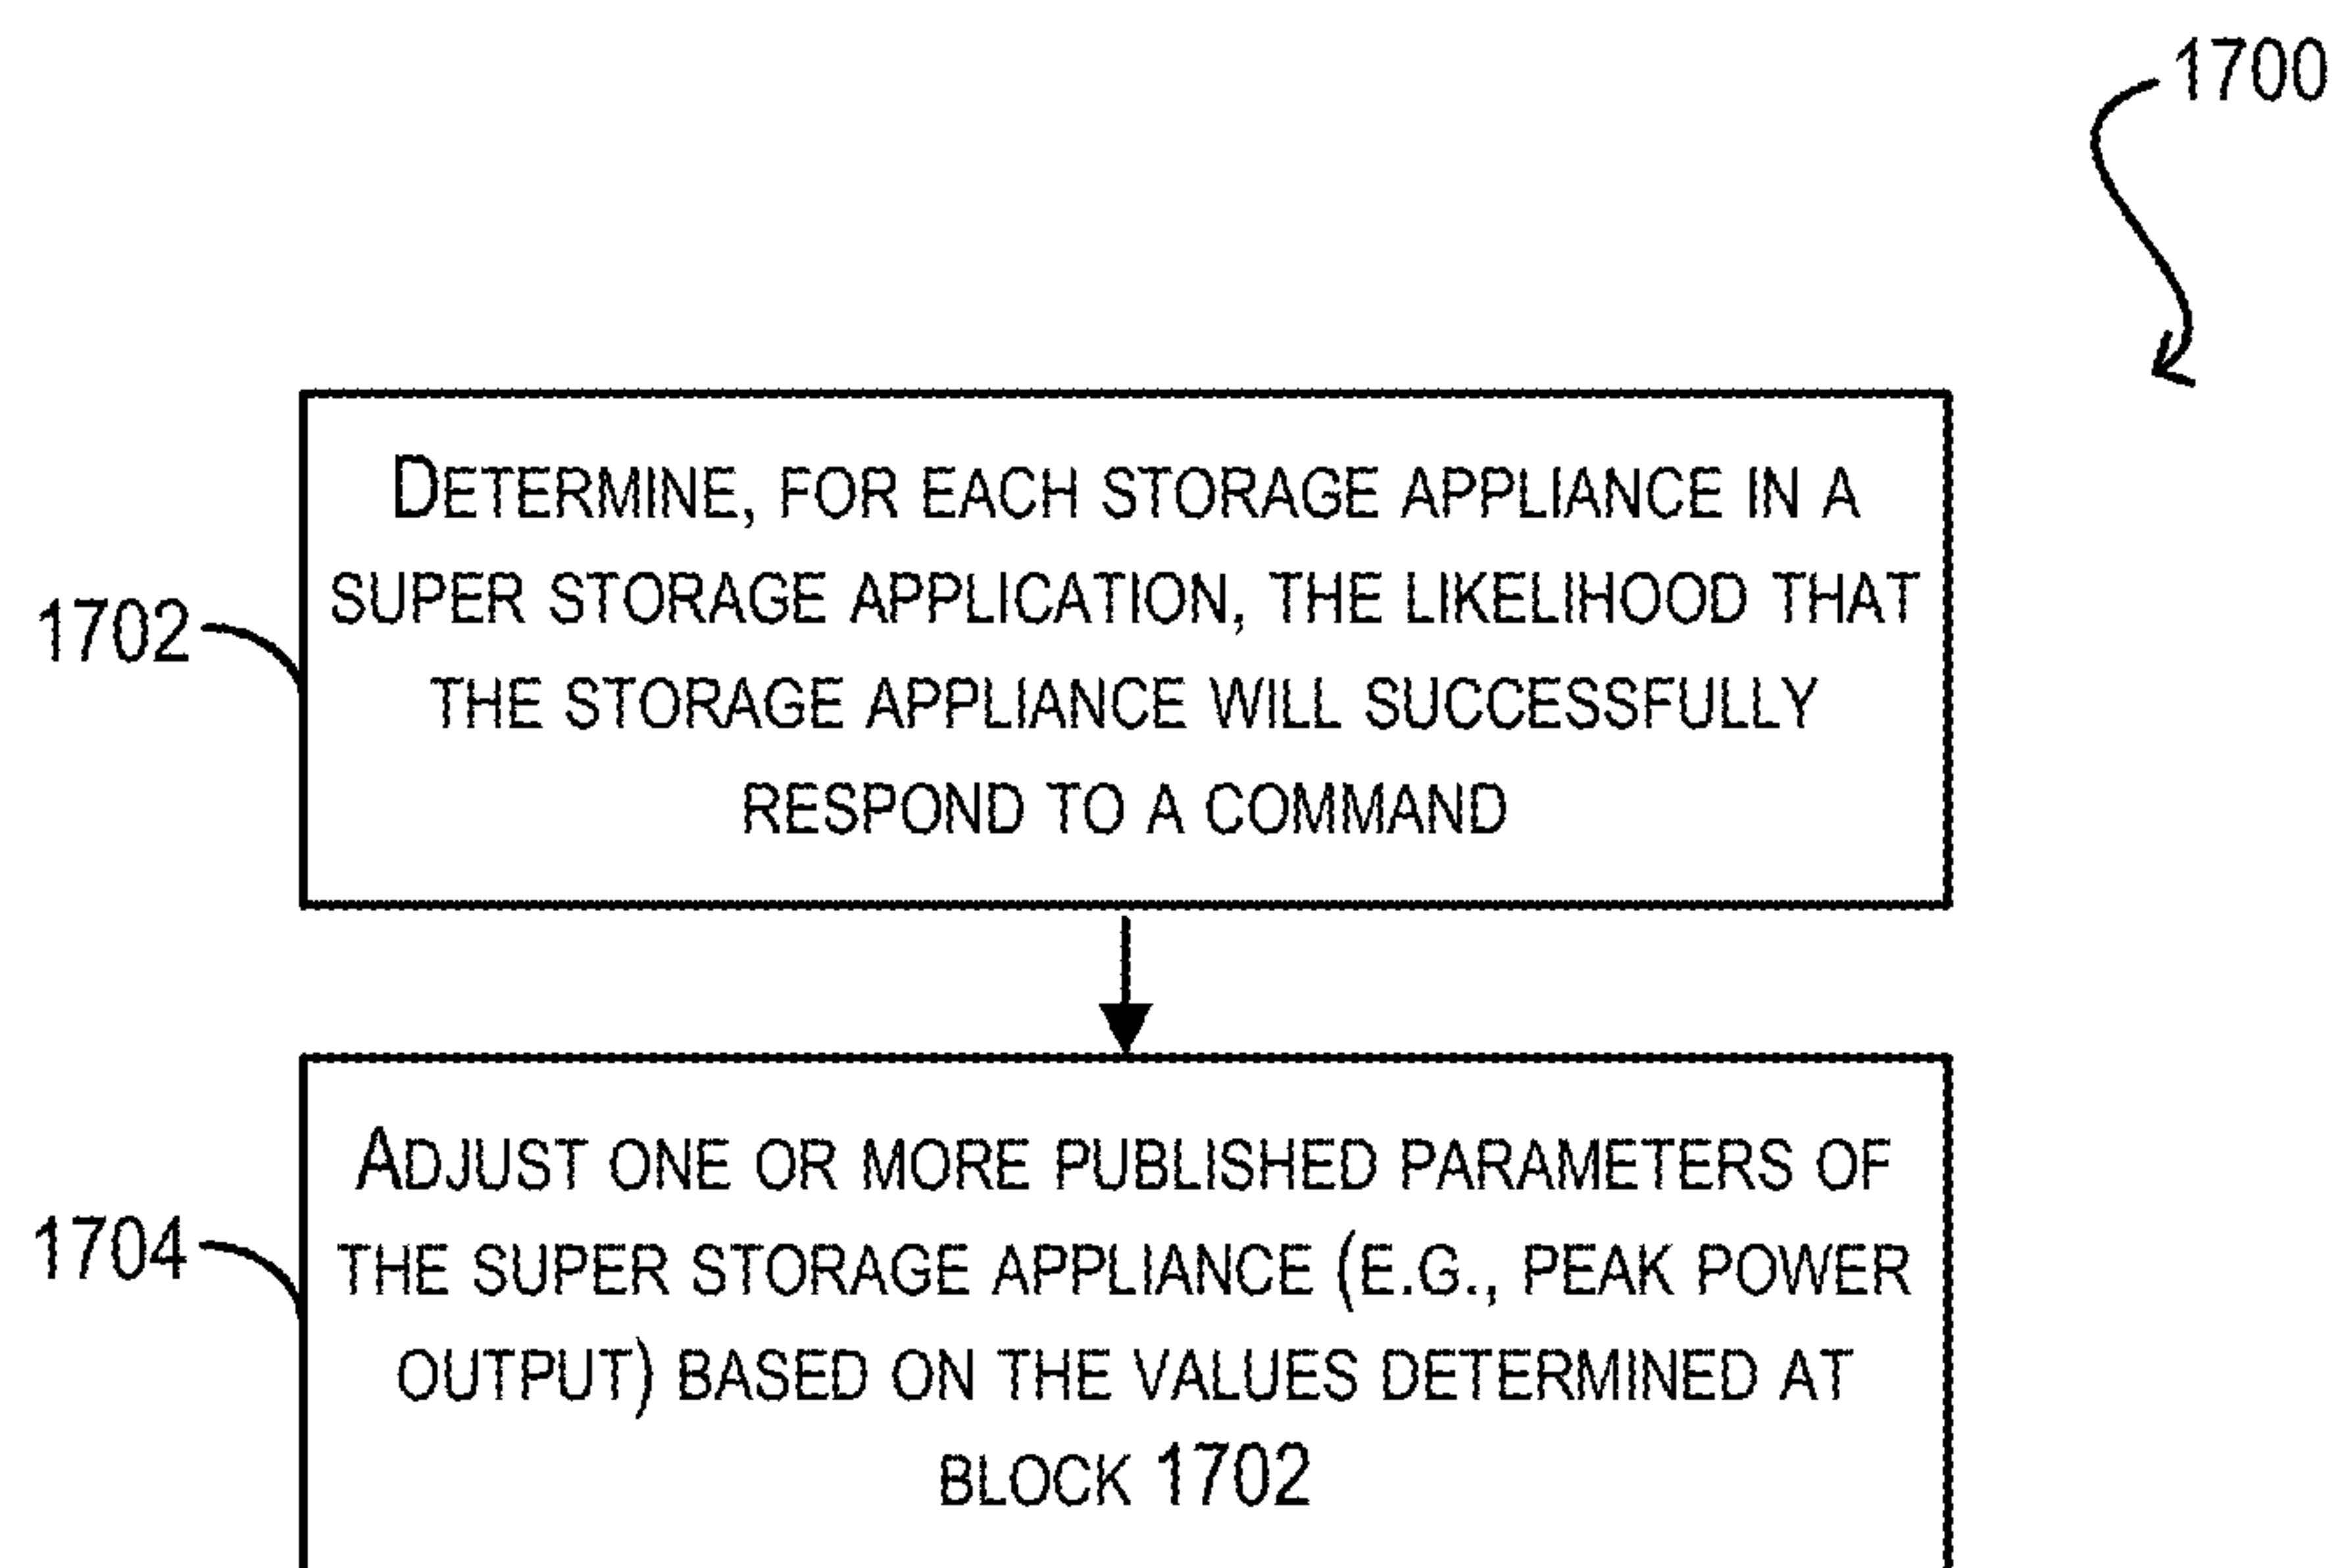 1700
DETERMINE, FOR EACH STORAGE APPLIANCE IN A
SUPER STORAGE APPLICATION, THE LIKELIHOOD THAT
1702
THE STORAGE APPLIANCE WILL SUCCESSFULLY
RESPOND TO A COMMAND
ADJUST ONE OR MORE PUBLISHED PARAMETERS OF
1704
THE SUPER STORAGE APPLIANCE (E.G., PEAK POWER
OUTPUT) BASED ON THE VALUES DETERMINED AT
BLOCK 1702